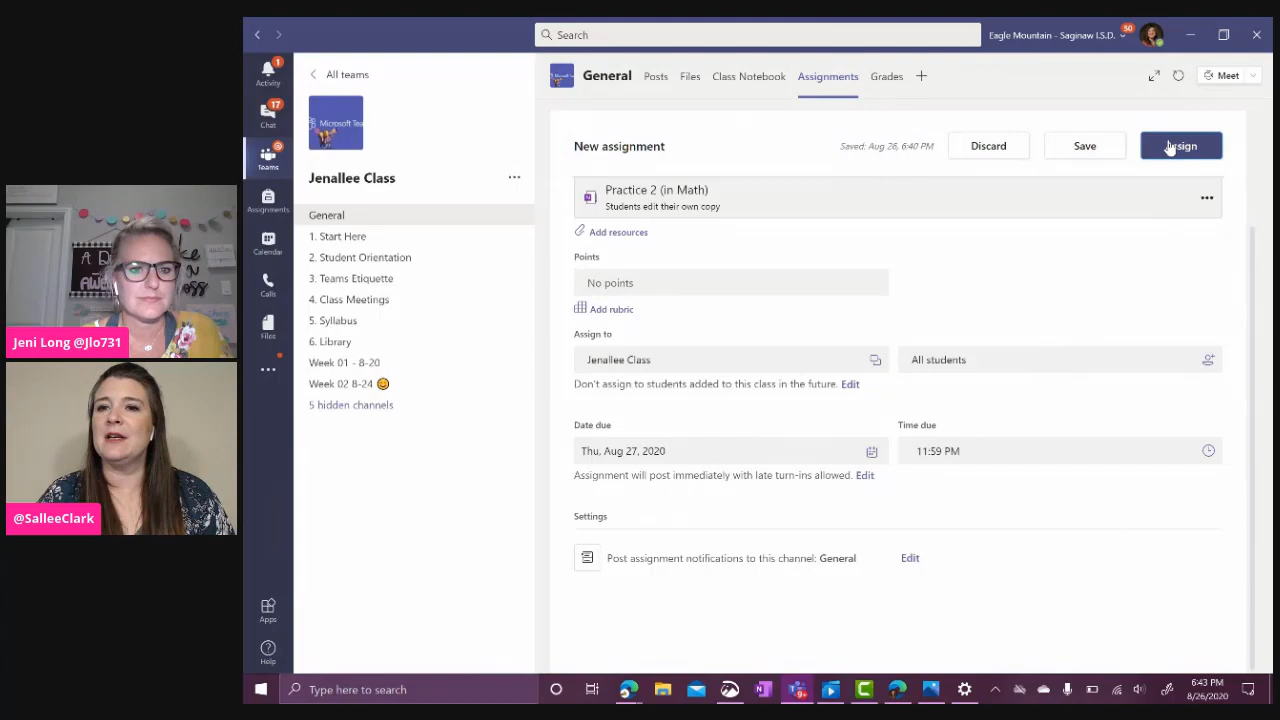 Search
Eagle Mountain - Saginaw I.S.D.
50
1
Activity
17
Chat
Teams
Assignments
Calendar
Calls
Files
Apps
Help
All teams
Microsoft Tea
Jenallee Class
General
1. Start Here
2. Student Orientation
3. Teams Etiquette
4. Class Meetings
5. Syllabus
6. Library
Week 01 - 8-20
Week 02 8-24
5 hidden channels
General
Posts
Files
Class Notebook
Assignments
Grades
Meet
New assignment
Saved: Aug 26, 6:40 PM
Discard
Save
Assign
Practice 2 (in Math)
Students edit their own copy
Add resources
Points
No points
Add rubric
Assign to
Jenallee Class
All students
Don't assign to students added to this class in the future. Edit
Date due
Time due
Thu, Aug 27, 2020
11:59 PM
Assignment will post immediately with late turn-ins allowed. Edit
Settings
Post assignment notifications to this channel: General
Edit
Jeni Long @Jlo731
@SalleeClark
Type here to search
6:43 PM
8/26/2020